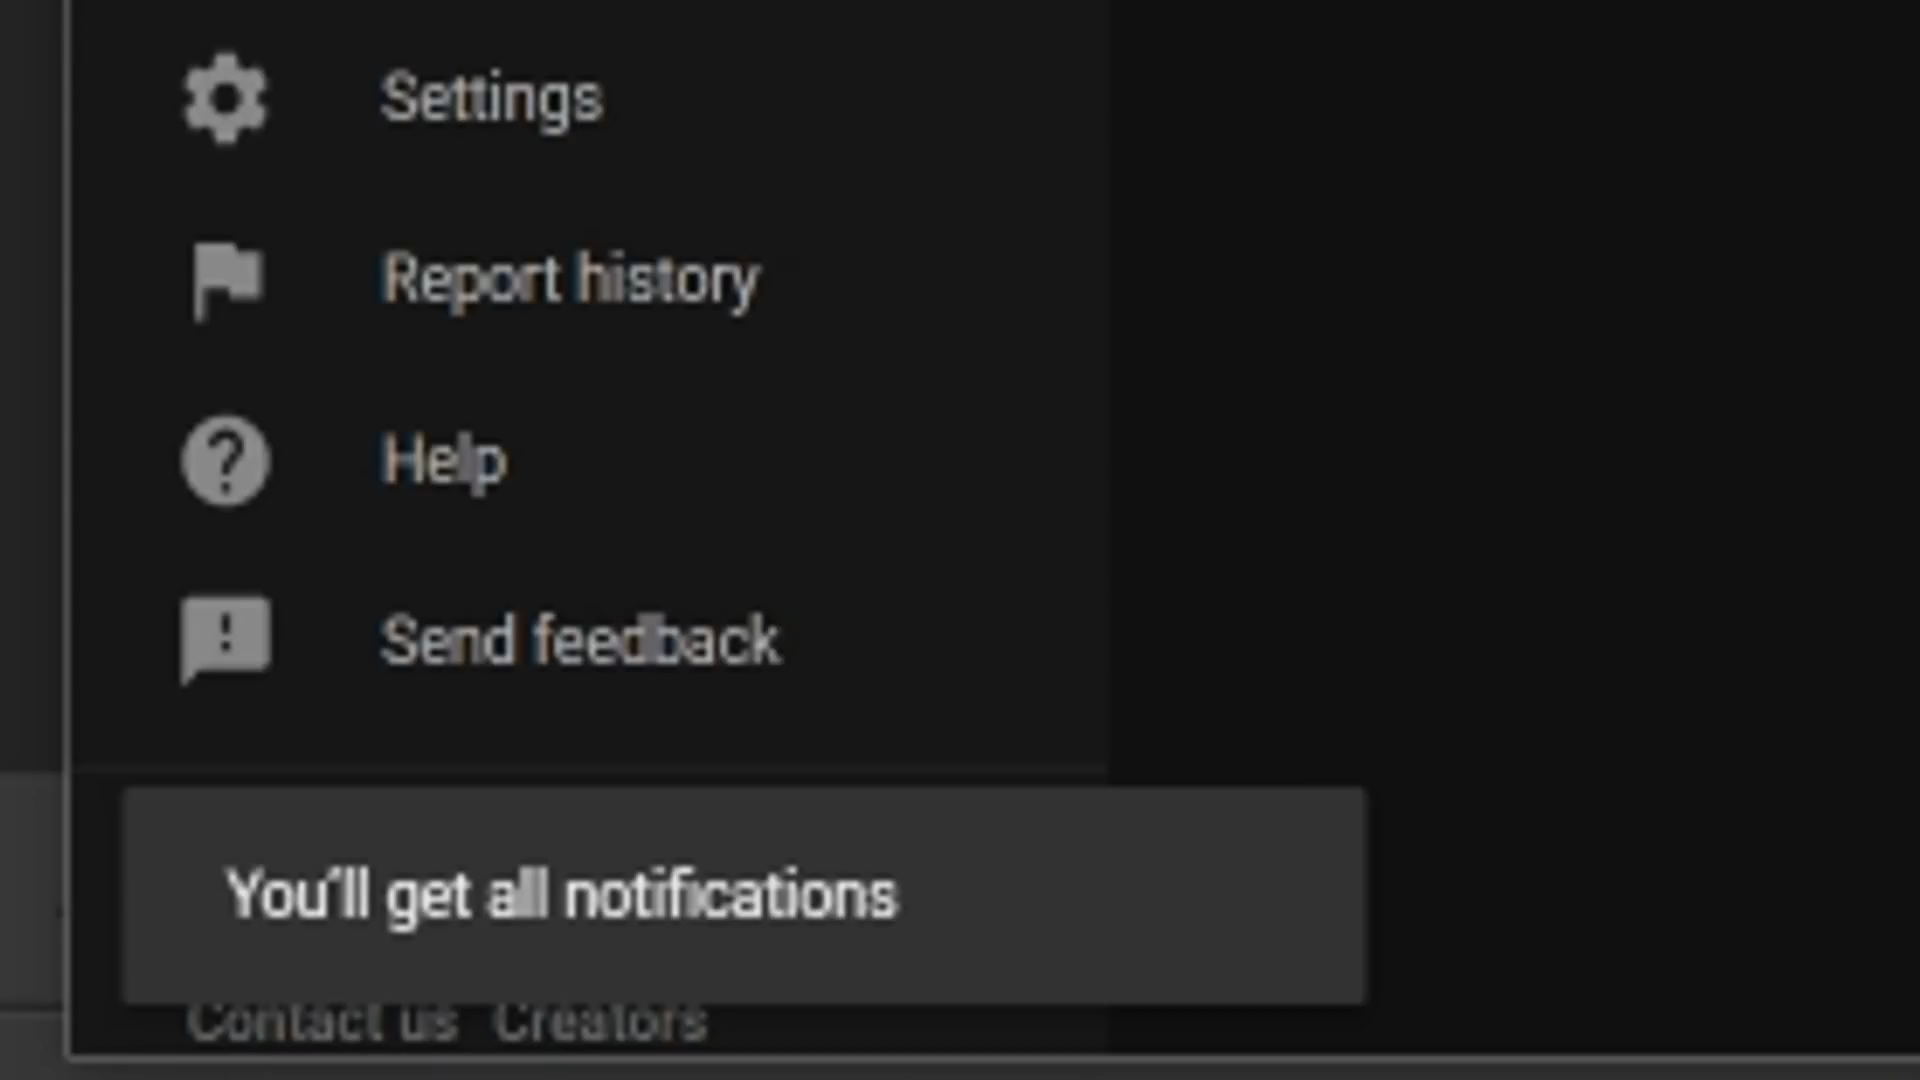 Settings
Report history
Help
Send feedback
You'll get all notifications
Contact us Creators